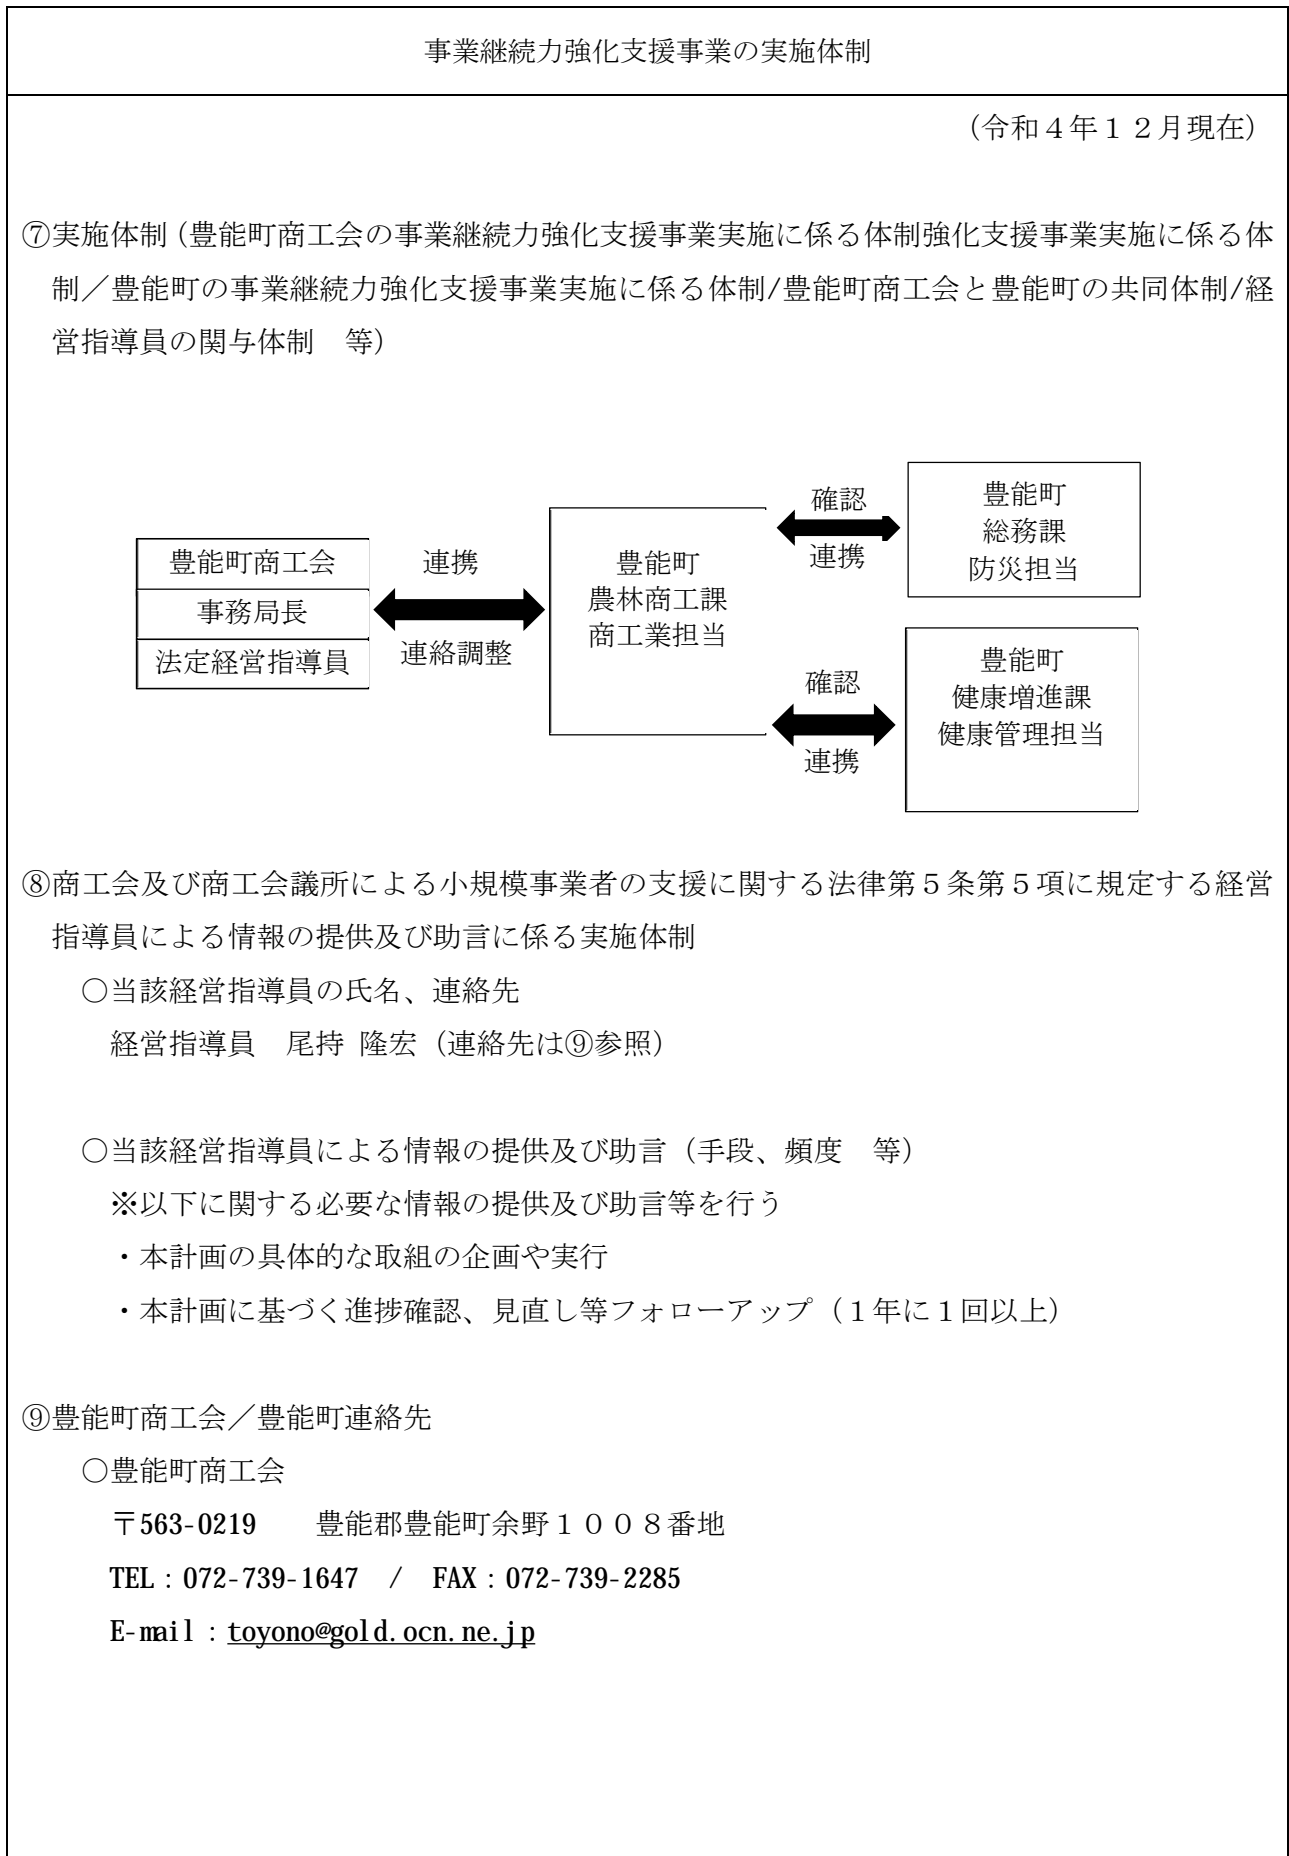 事業継続力強化支援事業の実施体制
（令和４年１２月現在）
⑦実施体制（豊能町商工会の事業継続力強化支援事業実施に係る体制強化支援事業実施に係る体
制／豊能町の事業継続力強化支援事業実施に係る体制/豊能町商工会と豊能町の共同体制/経
営指導員の関与体制　等）
豊能町商工会
事務局長
法定経営指導員
連携
連絡調整
豊能町
農林商工課
商工業担当
確認
連携
豊能町
総務課
防災担当
確認
連携
豊能町
健康増進課
健康管理担当
⑧商工会及び商工会議所による小規模事業者の支援に関する法律第５条第５項に規定する経営
指導員による情報の提供及び助言に係る実施体制
○当該経営指導員の氏名、連絡先
経営指導員　尾持 隆宏（連絡先は⑨参照）
○当該経営指導員による情報の提供及び助言（手段、頻度　等）
※以下に関する必要な情報の提供及び助言等を行う
・本計画の具体的な取組の企画や実行
・本計画に基づく進捗確認、見直し等フォローアップ（１年に１回以上）
⑨豊能町商工会／豊能町連絡先
○豊能町商工会
〒563-0219　　豊能郡豊能町余野１００８番地
TEL：072-739-1647　/　FAX：072-739-2285
E-mail：toyono@gold.ocn.ne.jp